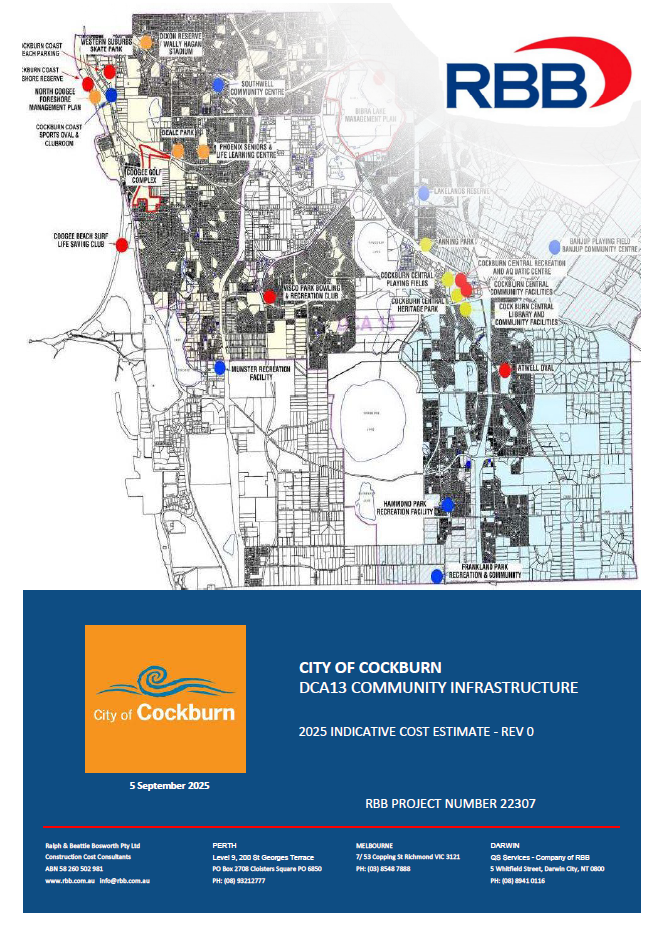 DIXON RESERVE
/ WALLY HAGAN
STADIUM
WESTERN SUBURBS
SKATE PARK
NORTH COOGEE
FORESHORE
MANAGEMENT PLAN
COCKBURN COAST
SPORTS OVAL &
CLUBROOM
SOUTHWELL
COMMUNITY CENTRE
BIBRA LAKE
MANAGEMENT PLAN
RBB
PHOENIX SENIORS &
LIFE LEARNING CENTRE
COOGEE GOLF
COMPLEX
LAKELANDS RESERVE
COOGEE BEACH SURF
LIFE SAVING CLUB
ANNING PARK
BANJUP PLAYING FIELD
BANJUP COMMUNITY CENTRE
COCKBURN CENTRAL RECREATION
AND AQUATIC CENTRE
COCKBURN CENTRAL
PLAYING FIELDS
COCKBURN CENTRAL
COMMUNITY FACILITIES
COCKBURN CENTRAL
HERITAGE PARK
COCKBURN CENTRAL
LIBRARY AND
COMMUNITY FACILITIES
PARK BOWLING
& RECREATION CLUB
MUNSTER RECREATION
FACILITY
ATWELL OVAL
HAMMOND PARK
RECREATION FACILITY
FRANKLAND PARK
RECREATION & COMMUNITY
City of Cockburn
5 September 2025
CITY OF COCKBURN
DCA13 COMMUNITY INFRASTRUCTURE
2025 INDICATIVE COST ESTIMATE - REV 0
RBB PROJECT NUMBER 22307
Ralph & Beattie Bosworth Pty Ltd
Construction Cost Consultants
ABN 58 260 502 981
www.rbb.com.au info@rbb.com.au
PERTH
Level 9, 200 St Georges Terrace
PO Box 2708 Cloisters Square PO 6850
PH: (08) 93212777
MELBOURNE
7/ 53 Copping St Richmond VIC 3121
PH: (03) 8548 7888
DARWIN
QS Services - Company of RBB
5 Whitfield Street, Darwin City, NT 0800
PH: (08) 8941 0116